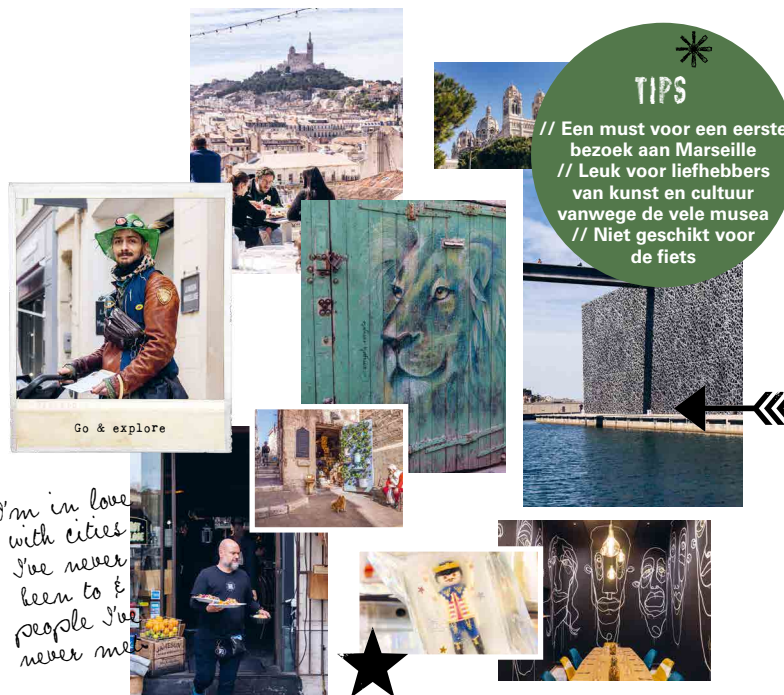 TIPS
// Een must voor een eerste
bezoek aan Marseille
// Leuk voor liefhebbers
van kunst en cultuur
vanwege de vele musea
// Niet geschikt voor
de fiets
Go & explore
I'm in love
with cities
I've never
been to &
people I've
never me